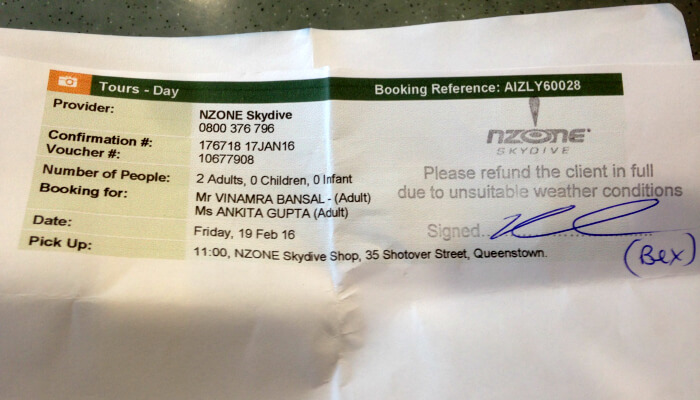 Tours - Day Booking Reference: AIZLY60028
Provider: NZONE Skydive
0800 376 796
Confirmation #: 176718 17JAN16
Voucher #: 10677908
Number of People: 2 Adults, 0 Children, 0 Infant
Booking for: Mr VINAMRA BANSAL - (Adult)
Ms ANKITA GUPTA (Adult)
Date: Friday, 19 Feb 16
Pick Up: 11:00, NZONE Skydive Shop, 35 Shotover Street, Queenstown.
nzone
SKYDIVE
Please refund the client in full
due to unsuitable weather conditions
Signed
(Bex)